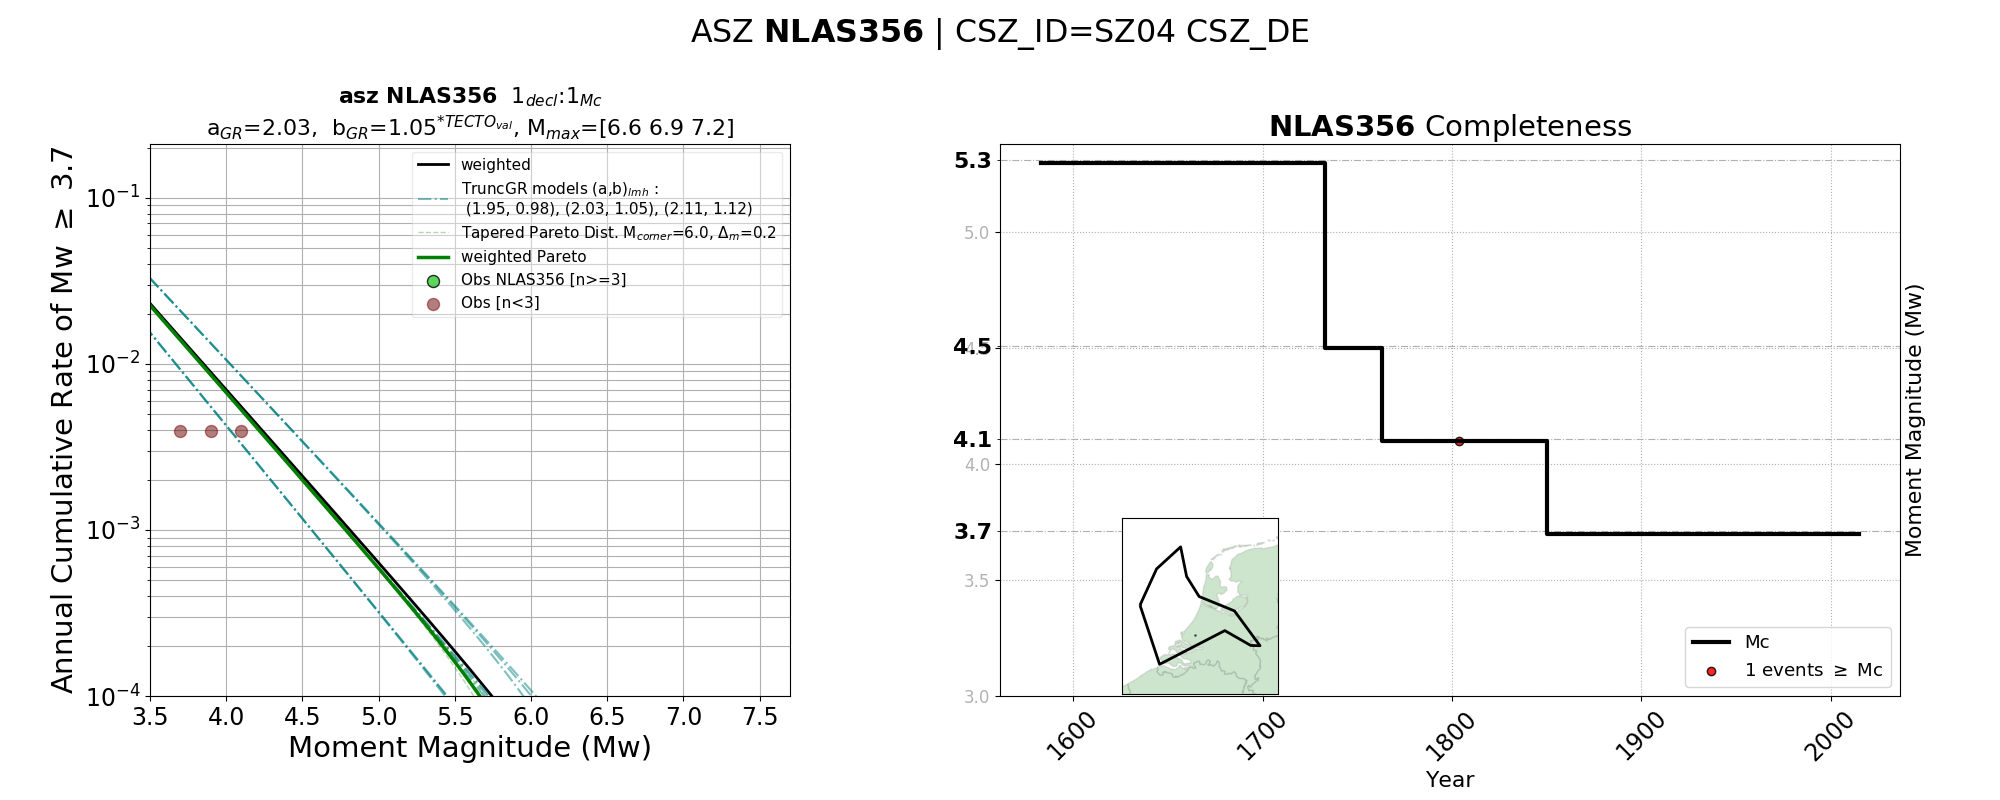 ASZ NLAS356 | CSZ_ID=SZ04 CSZ_DE
asz NLAS356 1decl:1Mc
aGR=2.03, bGR=1.05*TECTOval, Mmax=[6.6 6.9 7.2]
Annual Cumulative Rate of Mw ≥ 3.7
10−1
10−2
10−3
10−4
weighted
TruncGR models (a,b)lmh :
(1.95, 0.98), (2.03, 1.05), (2.11, 1.12)
Tapered Pareto Dist. Mcorner=6.0, Δm=0.2
weighted Pareto
Obs NLAS356 [n>=3]
Obs [n<3]
3.5 4.0 4.5 5.0 5.5 6.0 6.5 7.0 7.5
Moment Magnitude (Mw)
NLAS356 Completeness
5.3
5.0
4.5
4.5
4.1
4.0
3.7
3.5
3.0
Moment Magnitude (Mw)
Mc
1 events ≥ Mc
1600 1700 1800 1900 2000
Year